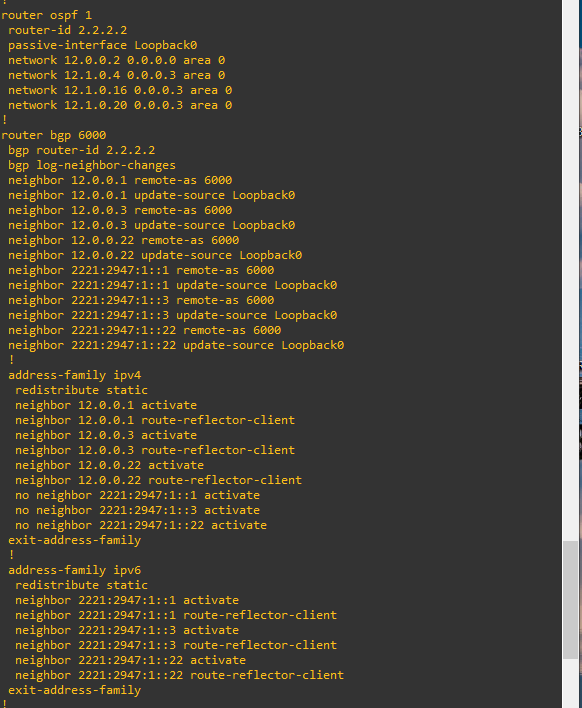 !
router ospf 1
router-id 2.2.2.2
passive-interface Loopback0
network 12.0.0.2 0.0.0.0 area 0
network 12.1.0.4 0.0.0.3 area 0
network 12.1.0.16 0.0.0.3 area 0
network 12.1.0.20 0.0.0.3 area 0
!
router bgp 6000
bgp router-id 2.2.2.2
bgp log-neighbor-changes
neighbor 12.0.0.1 remote-as 6000
neighbor 12.0.0.1 update-source Loopback0
neighbor 12.0.0.3 remote-as 6000
neighbor 12.0.0.3 update-source Loopback0
neighbor 12.0.0.22 remote-as 6000
neighbor 12.0.0.22 update-source Loopback0
neighbor 2221:2947:1::1 remote-as 6000
neighbor 2221:2947:1::1 update-source Loopback0
neighbor 2221:2947:1::3 remote-as 6000
neighbor 2221:2947:1::3 update-source Loopback0
neighbor 2221:2947:1::22 remote-as 6000
neighbor 2221:2947:1::22 update-source Loopback0
!
address-family ipv4
redistribute static
neighbor 12.0.0.1 activate
neighbor 12.0.0.1 route-reflector-client
neighbor 12.0.0.3 activate
neighbor 12.0.0.3 route-reflector-client
neighbor 12.0.0.22 activate
neighbor 12.0.0.22 route-reflector-client
no neighbor 2221:2947:1::1 activate
no neighbor 2221:2947:1::3 activate
no neighbor 2221:2947:1::22 activate
exit-address-family
!
address-family ipv6
redistribute static
neighbor 2221:2947:1::1 activate
neighbor 2221:2947:1::1 route-reflector-client
neighbor 2221:2947:1::3 activate
neighbor 2221:2947:1::3 route-reflector-client
neighbor 2221:2947:1::22 activate
neighbor 2221:2947:1::22 route-reflector-client
exit-address-family
!